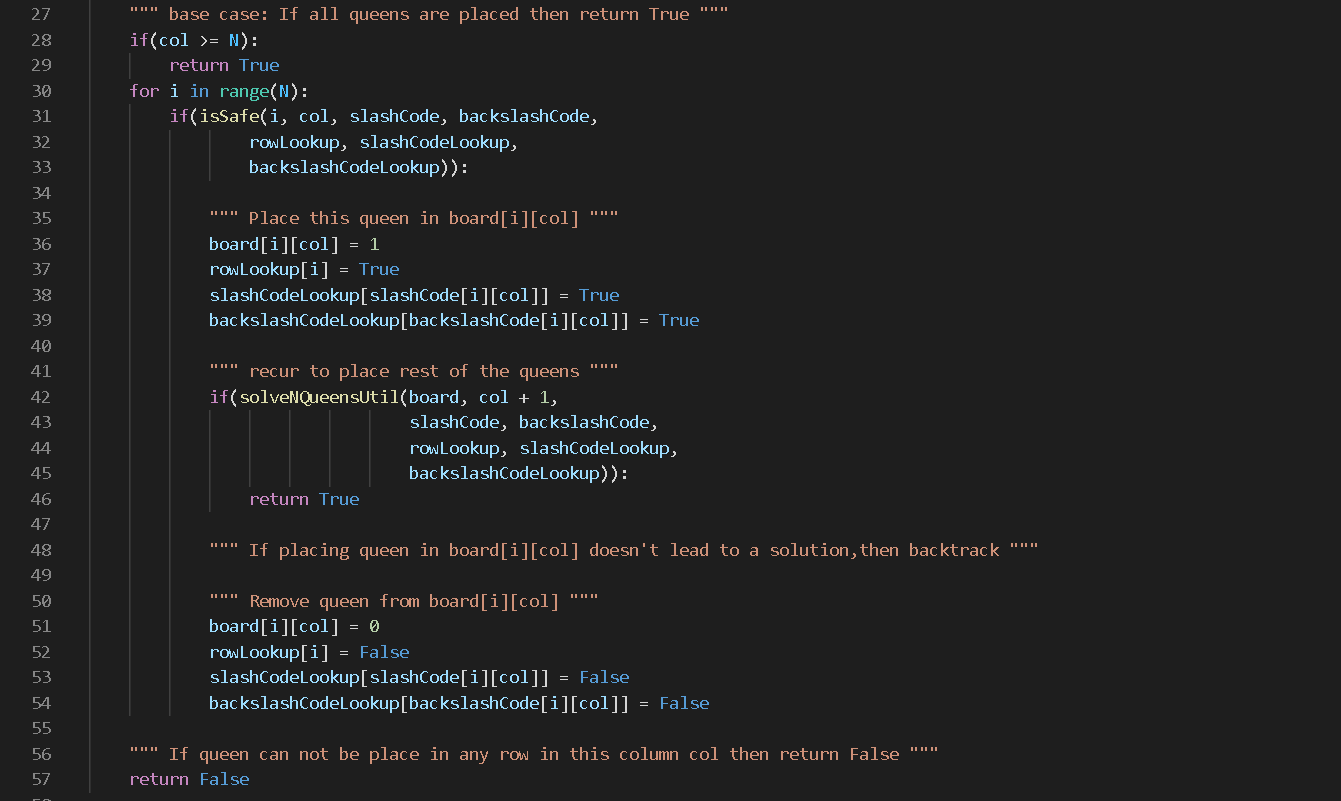 27 """ base case: If all queens are placed then return True """
28 if(col >= N):
29 return True
30 for i in range(N):
31 if(isSafe(i, col, slashCode, backslashCode,
32 rowLookup, slashCodeLookup,
33 backslashCodeLookup)):
34
35 """ Place this queen in board[i][col] """
36 board[i][col] = 1
37 rowLookup[i] = True
38 slashCodeLookup[slashCode[i][col]] = True
39 backslashCodeLookup[backslashCode[i][col]] = True
40
41 """ recur to place rest of the queens """
42 if(solveNQueensUtil(board, col + 1,
43 slashCode, backslashCode,
44 rowLookup, slashCodeLookup,
45 backslashCodeLookup)):
46 return True
47
48 """ If placing queen in board[i][col] doesn't lead to a solution,then backtrack """
49
50 """ Remove queen from board[i][col] """
51 board[i][col] = 0
52 rowLookup[i] = False
53 slashCodeLookup[slashCode[i][col]] = False
54 backslashCodeLookup[backslashCode[i][col]] = False
55
56 """ If queen can not be place in any row in this column col then return False """
57 return False